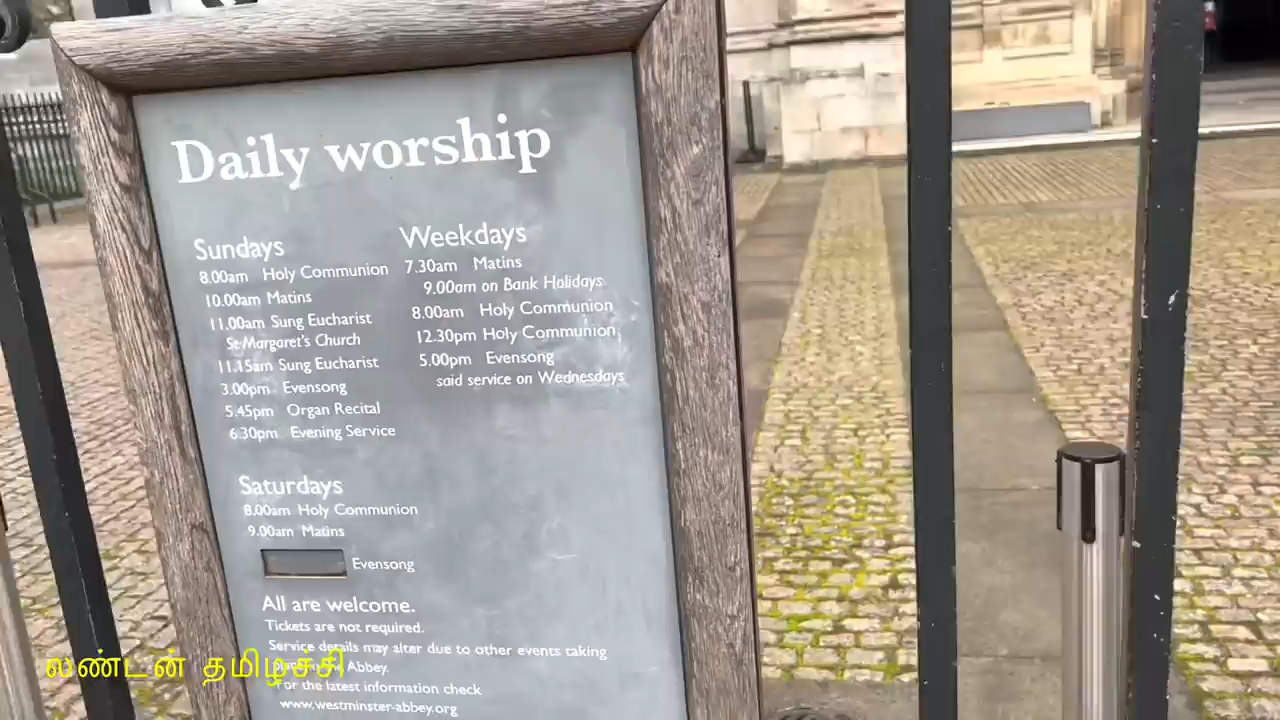 Daily worship
Sundays
8.00am Holy Communion
10.00am Matins
11.00am Sung Eucharist
St Margaret's Church
11.15am Sung Eucharist
3.00pm Evensong
5.45pm Organ Recital
6.30pm Evening Service
Weekdays
7.30am Matins
9.00am on Bank Holidays
8.00am Holy Communion
12.30pm Holy Communion
5.00pm Evensong
said service on Wednesdays
Saturdays
8.00am Holy Communion
9.00am Matins
Evensong
All are welcome.
Tickets are not required.
Service details may alter due to other events taking
Abbey.
For the latest information check
www.westminster-abbey.org
லண்டன் தமிழச்சி